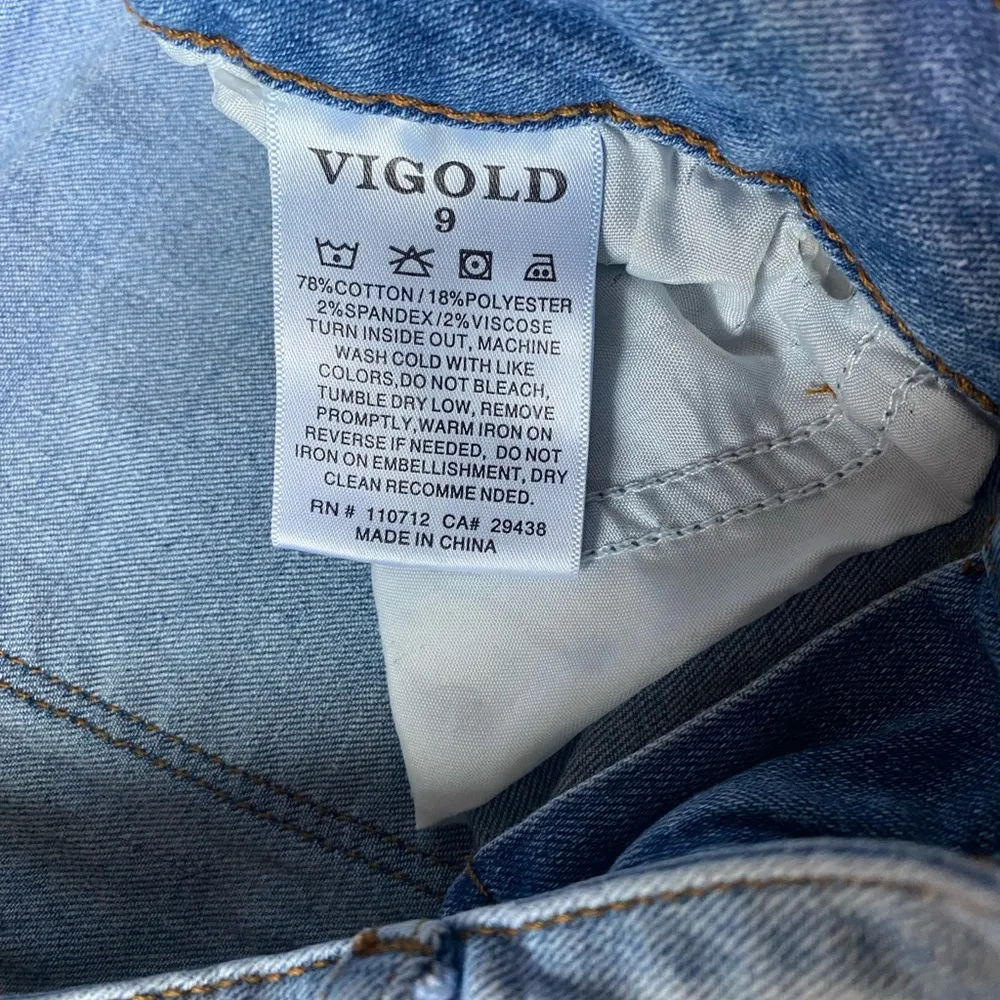 VIGOLD
9
78%COTTON/18%POLYESTER
2%SPANDEX/2%VISCOSE
TURN INSIDE OUT, MACHINE
WASH COLD WITH LIKE
COLORS,DO NOT BLEACH,
TUMBLE DRY LOW, REMOVE
PROMPTLY,WARM IRON ON
REVERSE IF NEEDED, DO NOT
IRON ON EMBELLISHMENT, DRY
CLEAN RECOMME NDED.
RN # 110712 CA# 29438
MADE IN CHINA